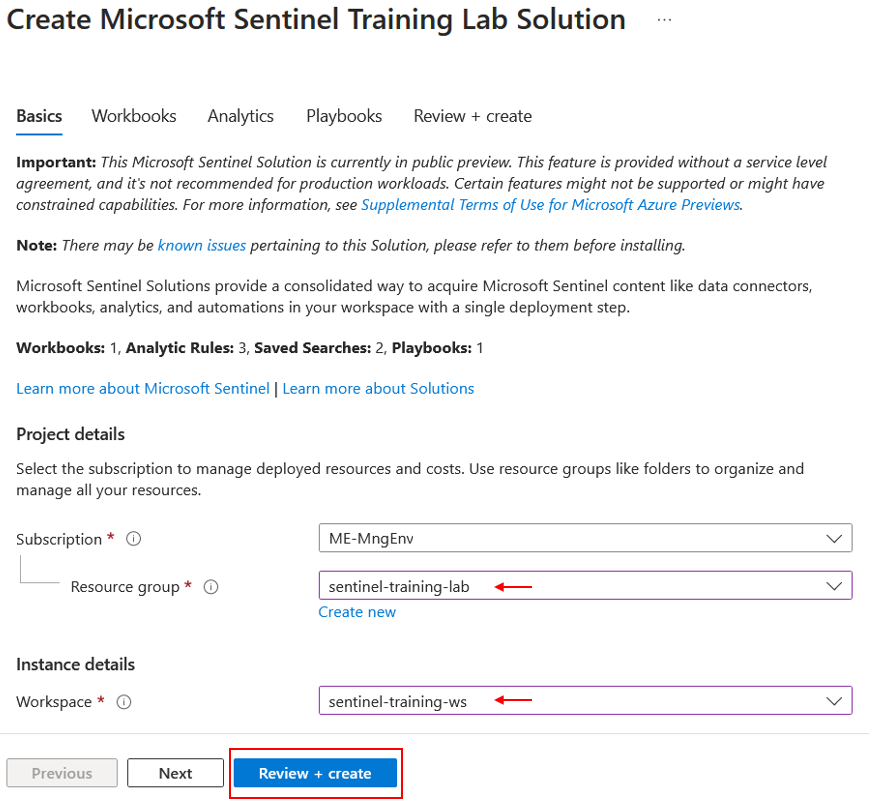 Create Microsoft Sentinel Training Lab Solution ...
Basics Workbooks Analytics Playbooks Review + create
Important: This Microsoft Sentinel Solution is currently in public preview. This feature is provided without a service level
agreement, and it's not recommended for production workloads. Certain features might not be supported or might have
constrained capabilities. For more information, see Supplemental Terms of Use for Microsoft Azure Previews.
Note: There may be known issues pertaining to this Solution, please refer to them before installing.
Microsoft Sentinel Solutions provide a consolidated way to acquire Microsoft Sentinel content like data connectors,
workbooks, analytics, and automations in your workspace with a single deployment step.
Workbooks: 1, Analytic Rules: 3, Saved Searches: 2, Playbooks: 1
Learn more about Microsoft Sentinel | Learn more about Solutions
Project details
Select the subscription to manage deployed resources and costs. Use resource groups like folders to organize and
manage all your resources.
Subscription * ME-MngEnv
Resource group * sentinel-training-lab
Create new
Instance details
Workspace * sentinel-training-ws
Previous Next Review + create